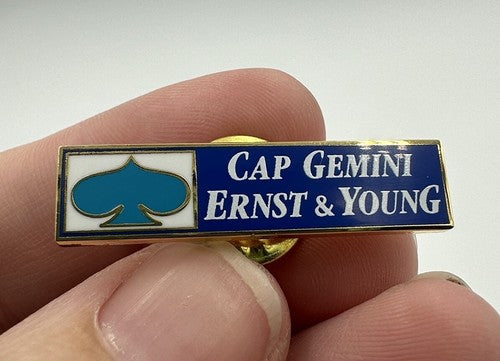 CAP GEMINI
ERNST & YOUNG